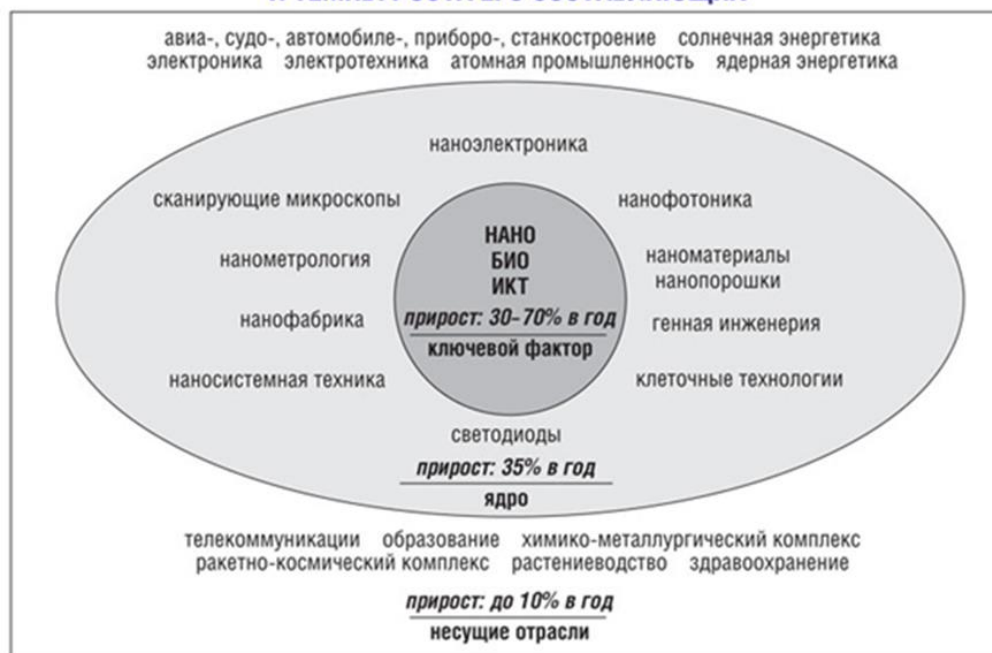 авиа-, судо-, автомобиле-, приборо-, станкостроение солнечная энергетика
электроника электротехника атомная промышленность ядерная энергетика
наноэлектроника
сканирующие микроскопы
нанофотоника
НАНО
БИО
ИКТ
нанометрология
наноматериалы
нанопорошки
прирост: 30–70% в год
ключевой фактор
нанофабрика
генная инженерия
наносистемная техника
клеточные технологии
светодиоды
прирост: 35% в год
ядро
телекоммуникации образование химико-металлургический комплекс
ракетно-космический комплекс растениеводство здравоохранение
прирост: до 10% в год
несущие отрасли